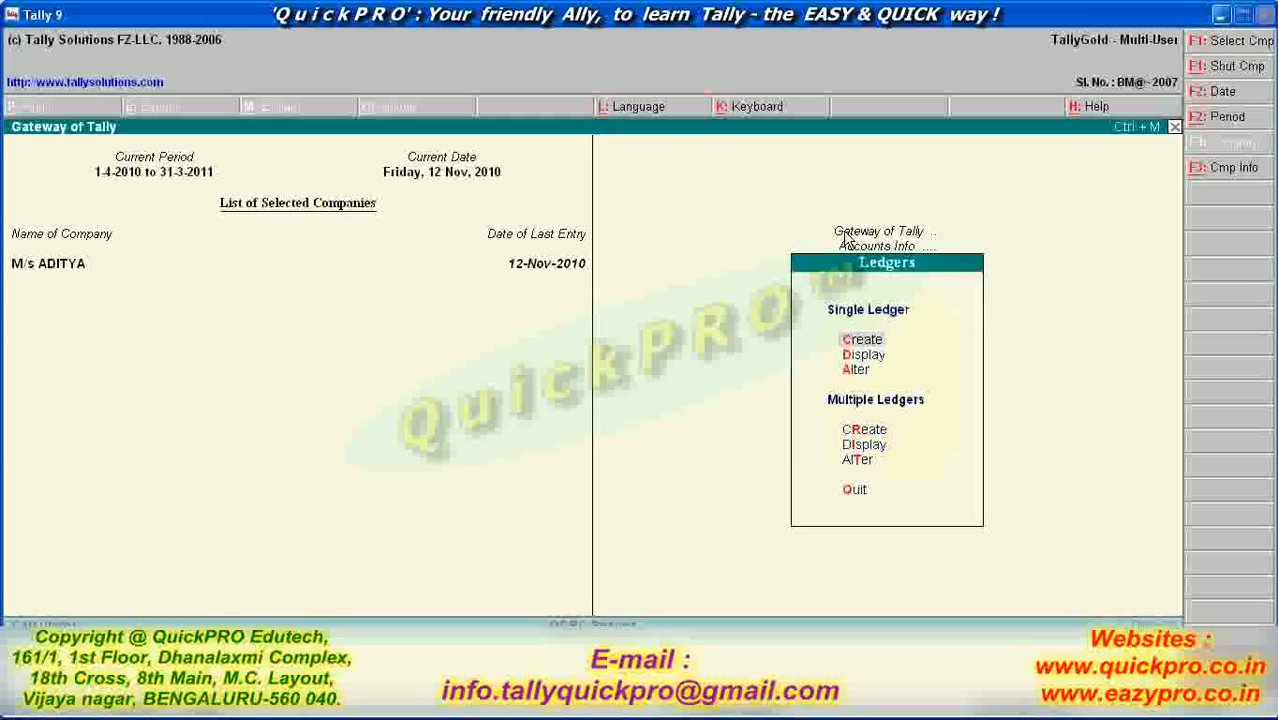 Tally 9
'QuickPRO' : Your friendly Ally, to learn Tally - the EASY & QUICK way !
(c) Tally Solutions FZ-LLC, 1988-2006
TallyGold - Multi-User
http://www.tallysolutions.com
Sl. No. : BM@~2007
L: Language
K: Keyboard
H: Help
F1: Select Cmp
F1: Shut Cmp
F2: Date
F2: Period
F3: Cmp Info
Gateway of Tally
Ctrl + M
Current Period
1-4-2010 to 31-3-2011
Current Date
Friday, 12 Nov, 2010
List of Selected Companies
Name of Company
Date of Last Entry
M/s ADITYA
12-Nov-2010
Gateway of Tally ..
Accounts Info ....
Ledgers
Single Ledger
Create
Display
Alter
Multiple Ledgers
CReate
DIsplay
AlTer
Quit
QuickPRO™
Copyright @ QuickPRO Edutech,
161/1, 1st Floor, Dhanalaxmi Complex,
18th Cross, 8th Main, M.C. Layout,
Vijaya nagar, BENGALURU-560 040.
E-mail :
info.tallyquickpro@gmail.com
Websites :
www.quickpro.co.in
www.eazypro.co.in